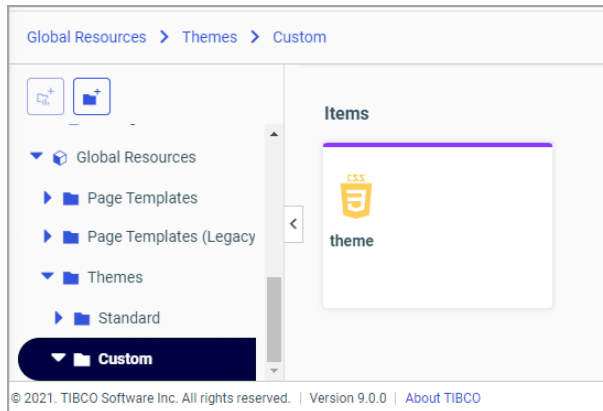 Global Resources > Themes > Custom
Items
Global Resources
Page Templates
Page Templates (Legacy
Themes
Standard
Custom
theme
© 2021. TIBCO Software Inc. All rights reserved. | Version 9.0.0 | About TIBCO